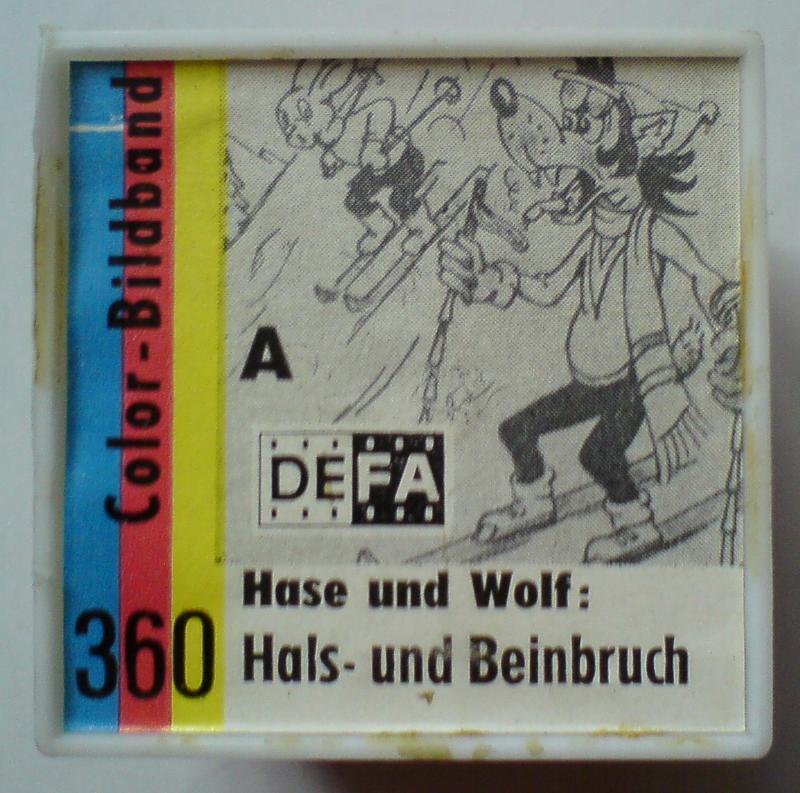 Color-Bildband
360
A
DEFA
Hase und Wolf:
Hals- und Beinbruch